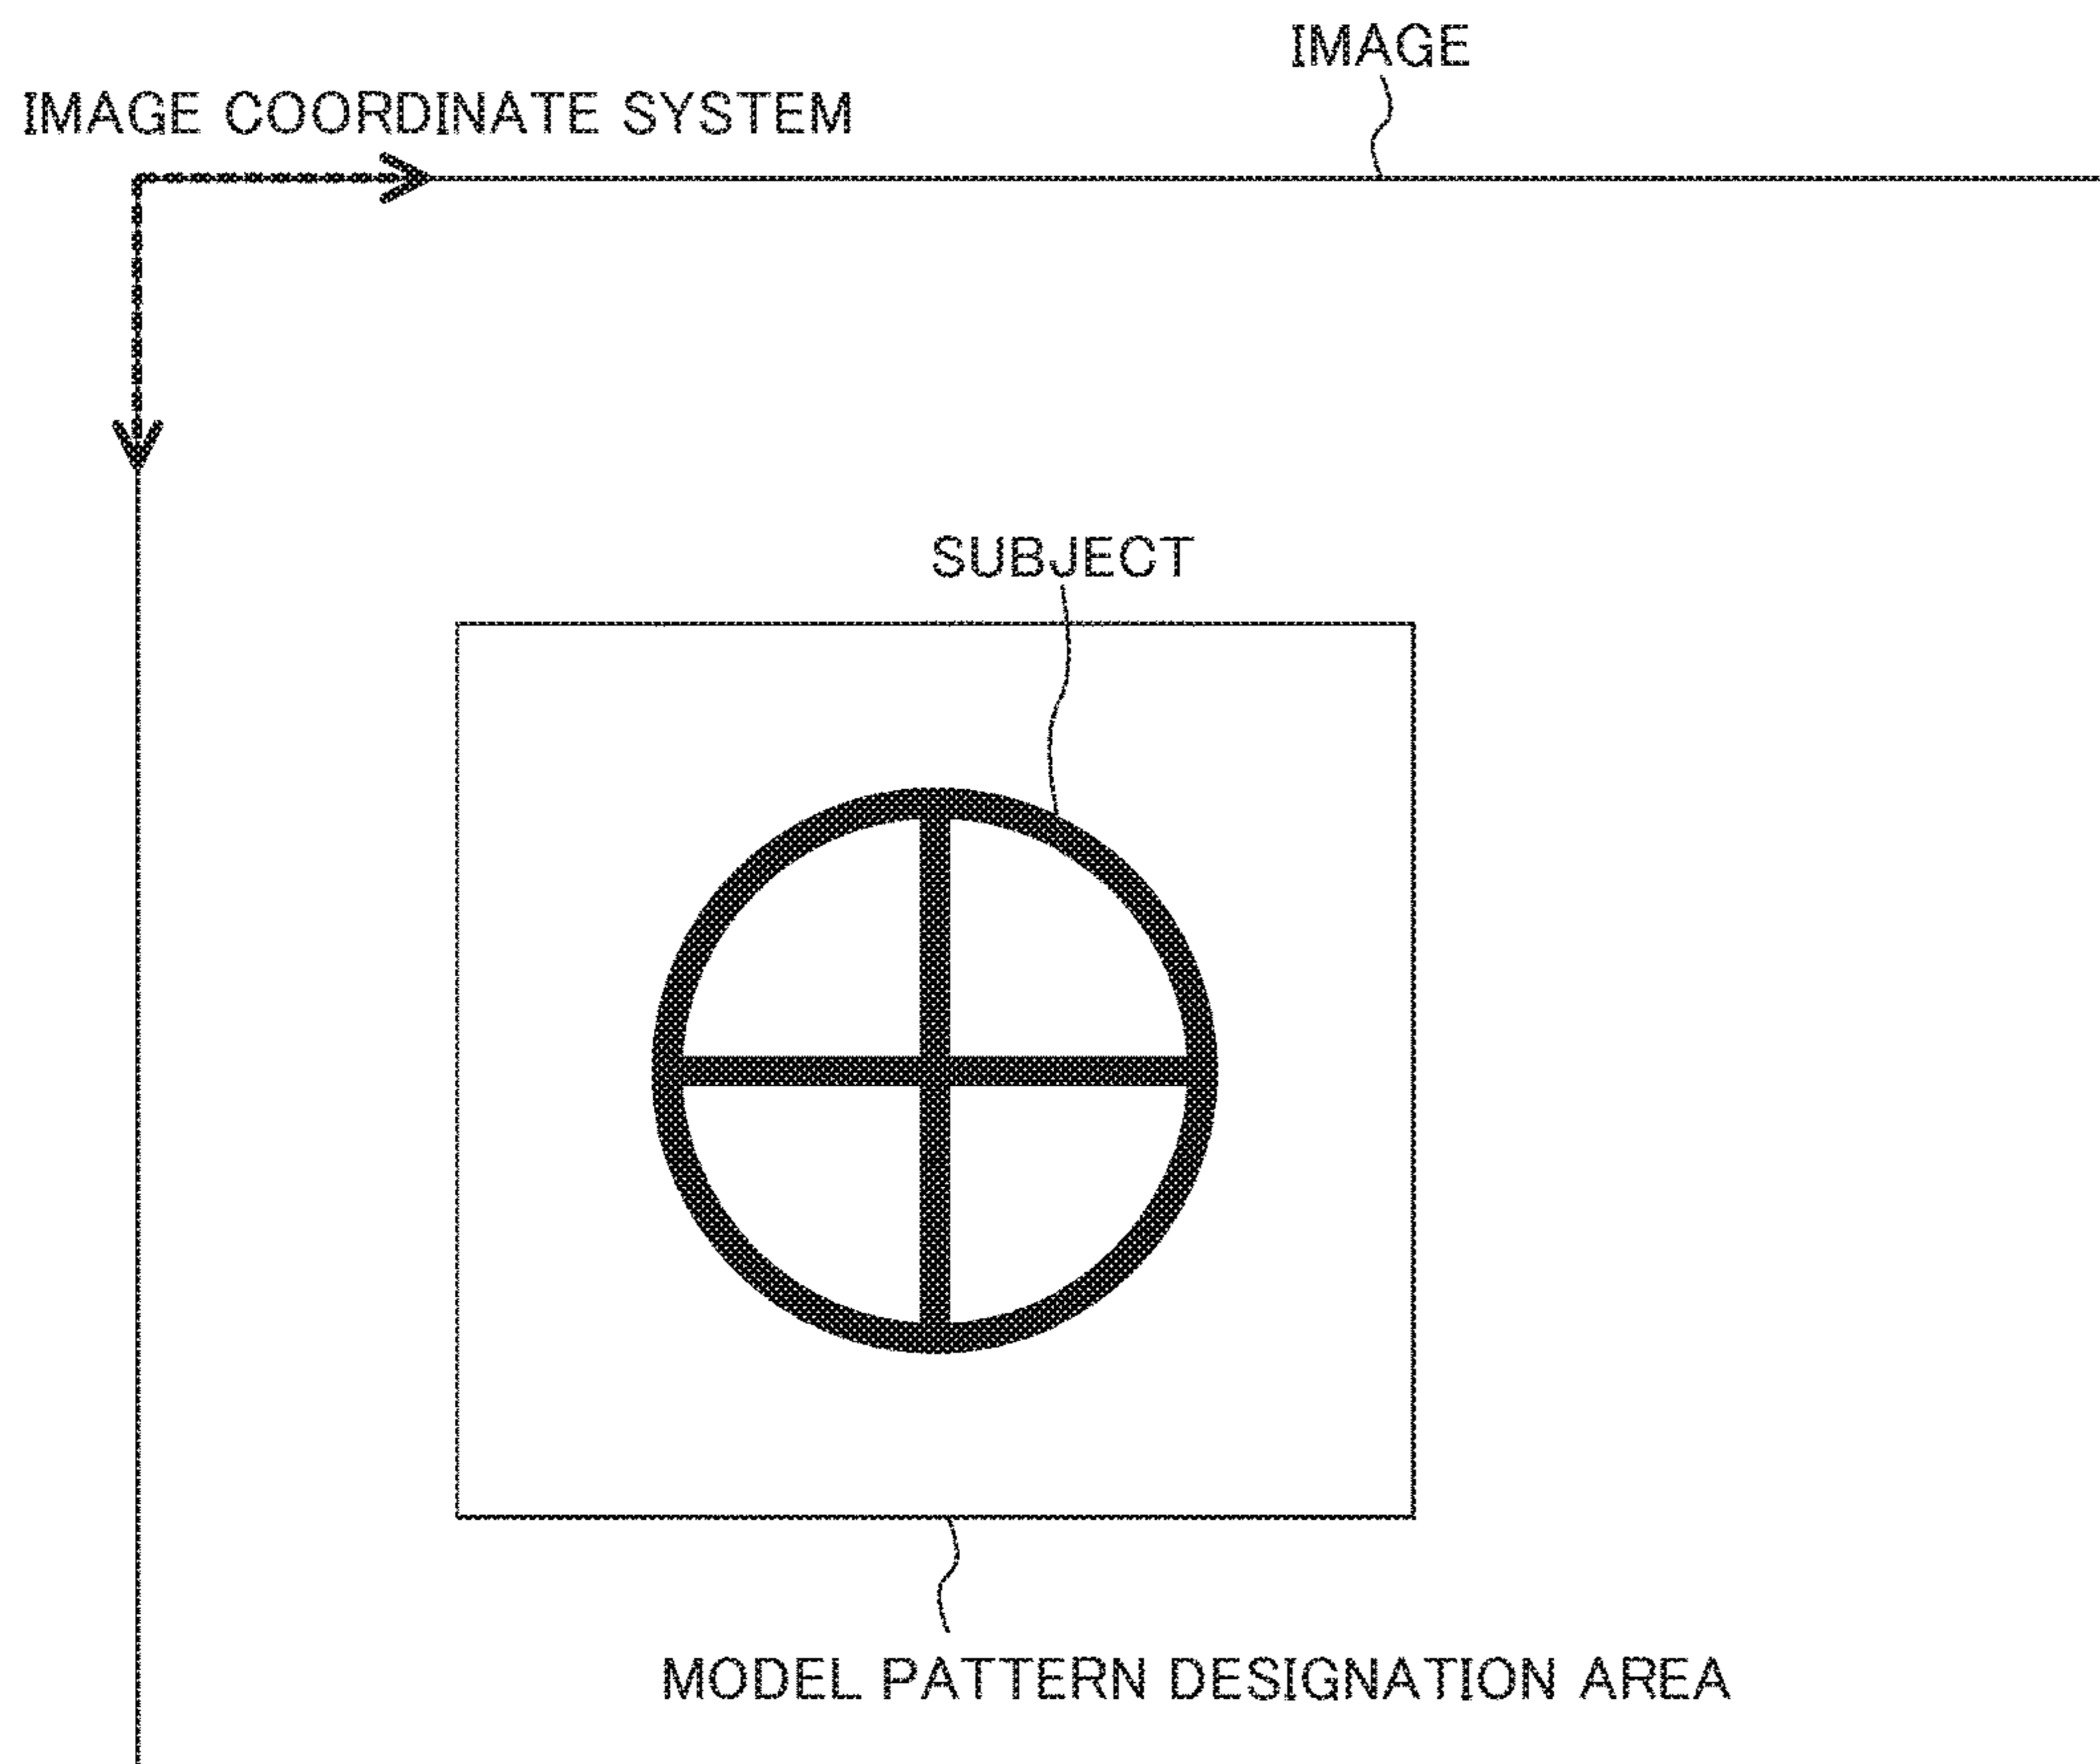 IMAGE
IMAGE COORDINATE SYSTEM
SUBJECT
MODEL PATTERN DESIGNATION AREA